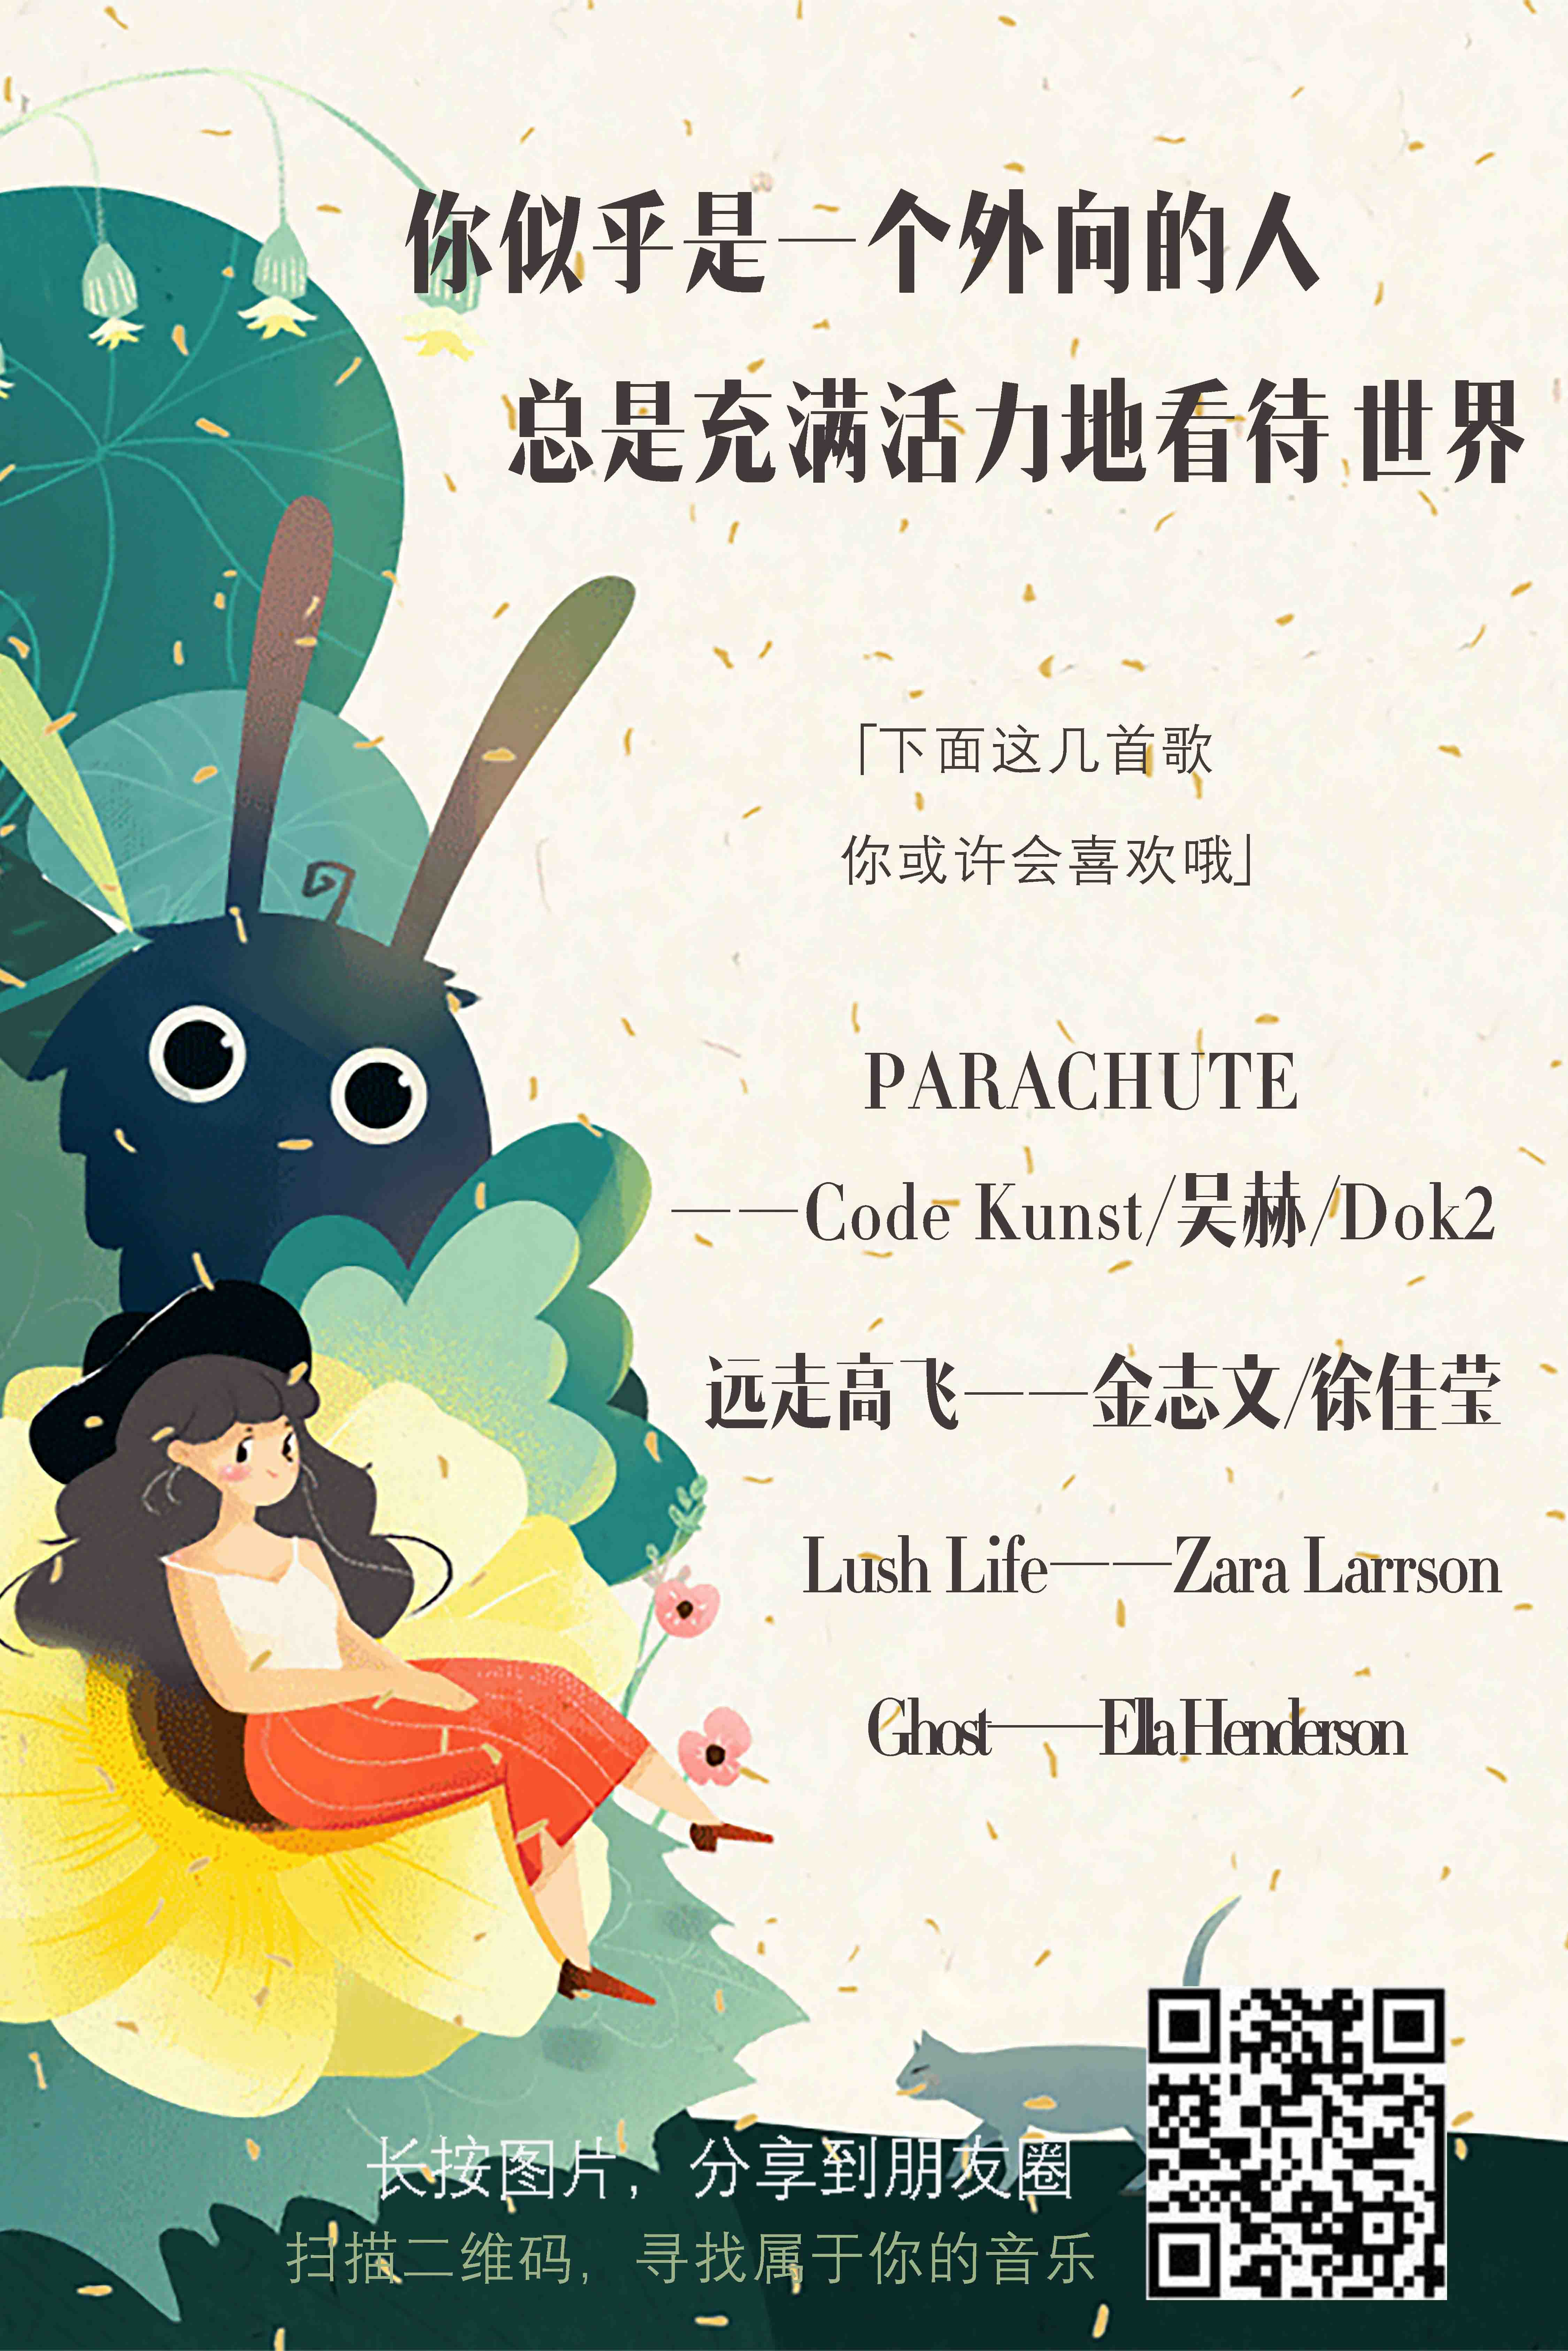 你似乎是一个外向的人
总是充满活力地看待 世界
「下面这几首歌
你或许会喜欢哦」
PARACHUTE
——Code Kunst/吴赫/Dok2
远走高飞——金志文/徐佳莹
Lush Life——Zara Larrson
Ghost——Ella Henderson
长按图片，分享到朋友圈
扫描二维码，寻找属于你的音乐